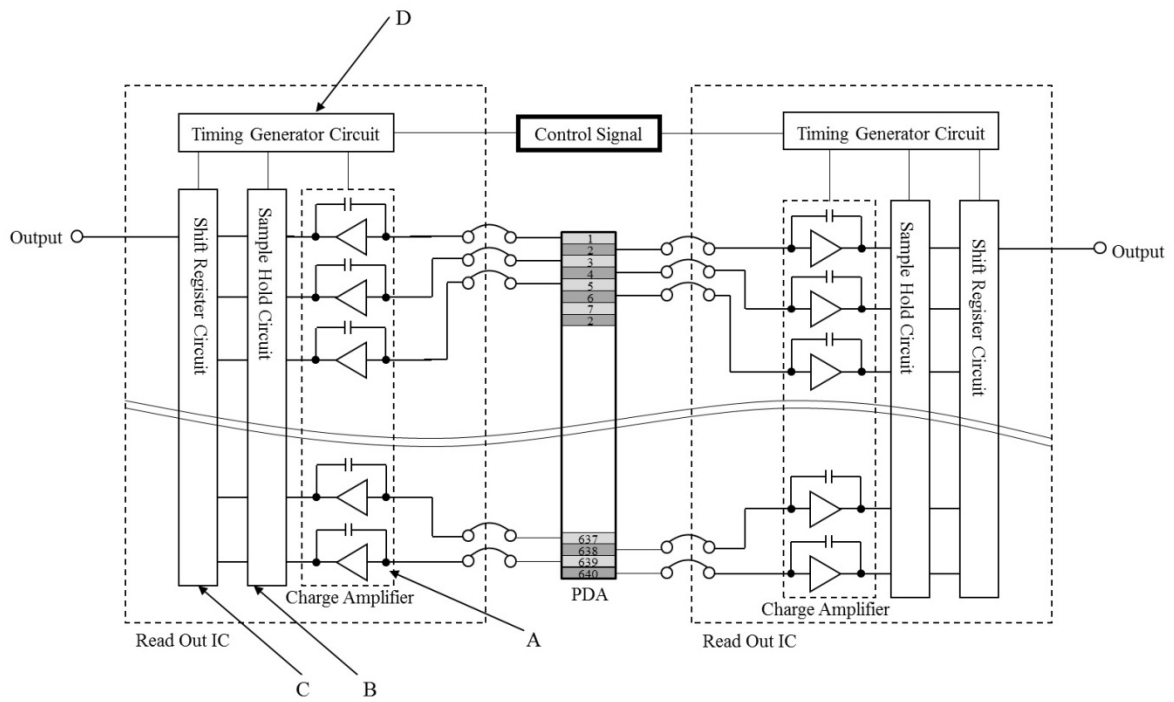 D
Timing Generator Circuit
Control Signal
Timing Generator Circuit
Output
Shift Register Circuit
Sample Hold Circuit
1
2
3
4
5
6
7
2
Sample Hold Circuit
Shift Register Circuit
Output
637
638
639
640
PDA
Charge Amplifier
Charge Amplifier
Read Out IC
A
Read Out IC
C
B